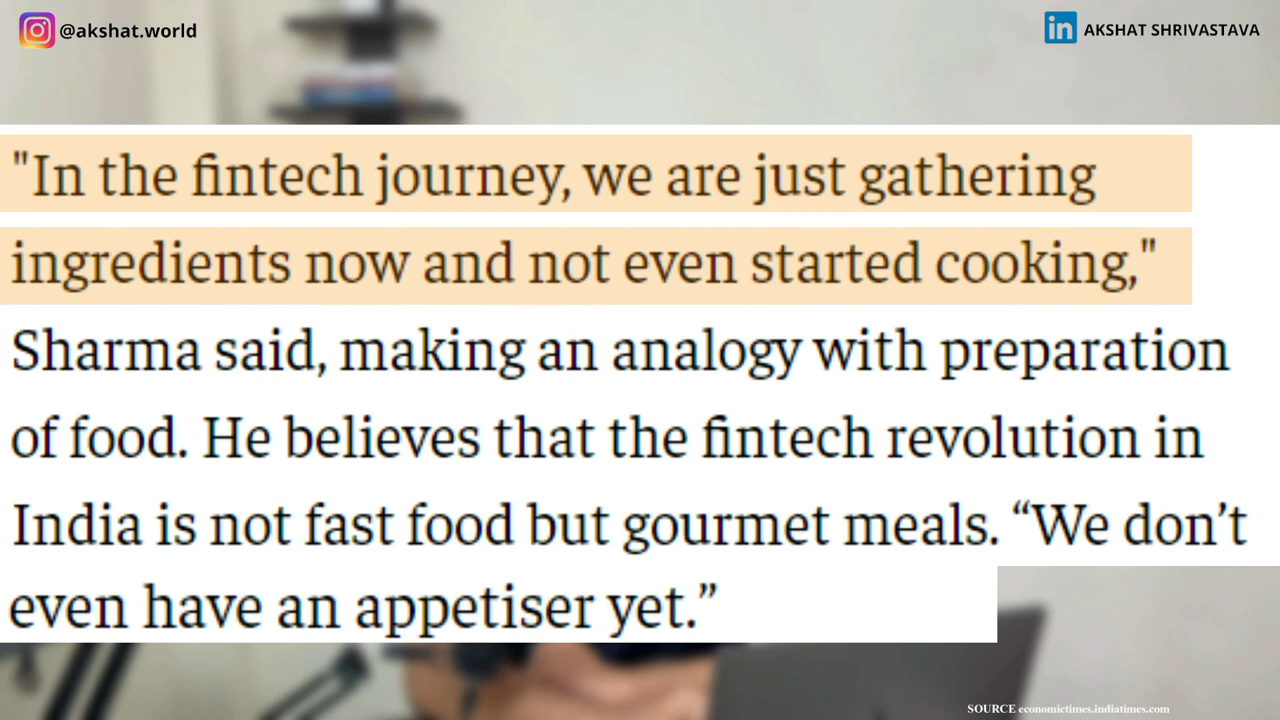 @akshat.world
AKSHAT SHRIVASTAVA
"In the fintech journey, we are just gathering
ingredients now and not even started cooking,"
Sharma said, making an analogy with preparation
of food. He believes that the fintech revolution in
India is not fast food but gourmet meals. “We don’t
even have an appetiser yet.”
SOURCE economictimes.indiatimes.com